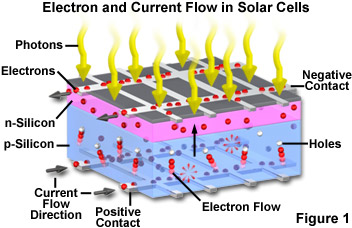 Electron and Current Flow in Solar Cells
Photons
Electrons
n-Silicon
p-Silicon
Negative
Contact
Holes
Current
Flow
Direction
Positive
Contact
Electron Flow
Figure 1